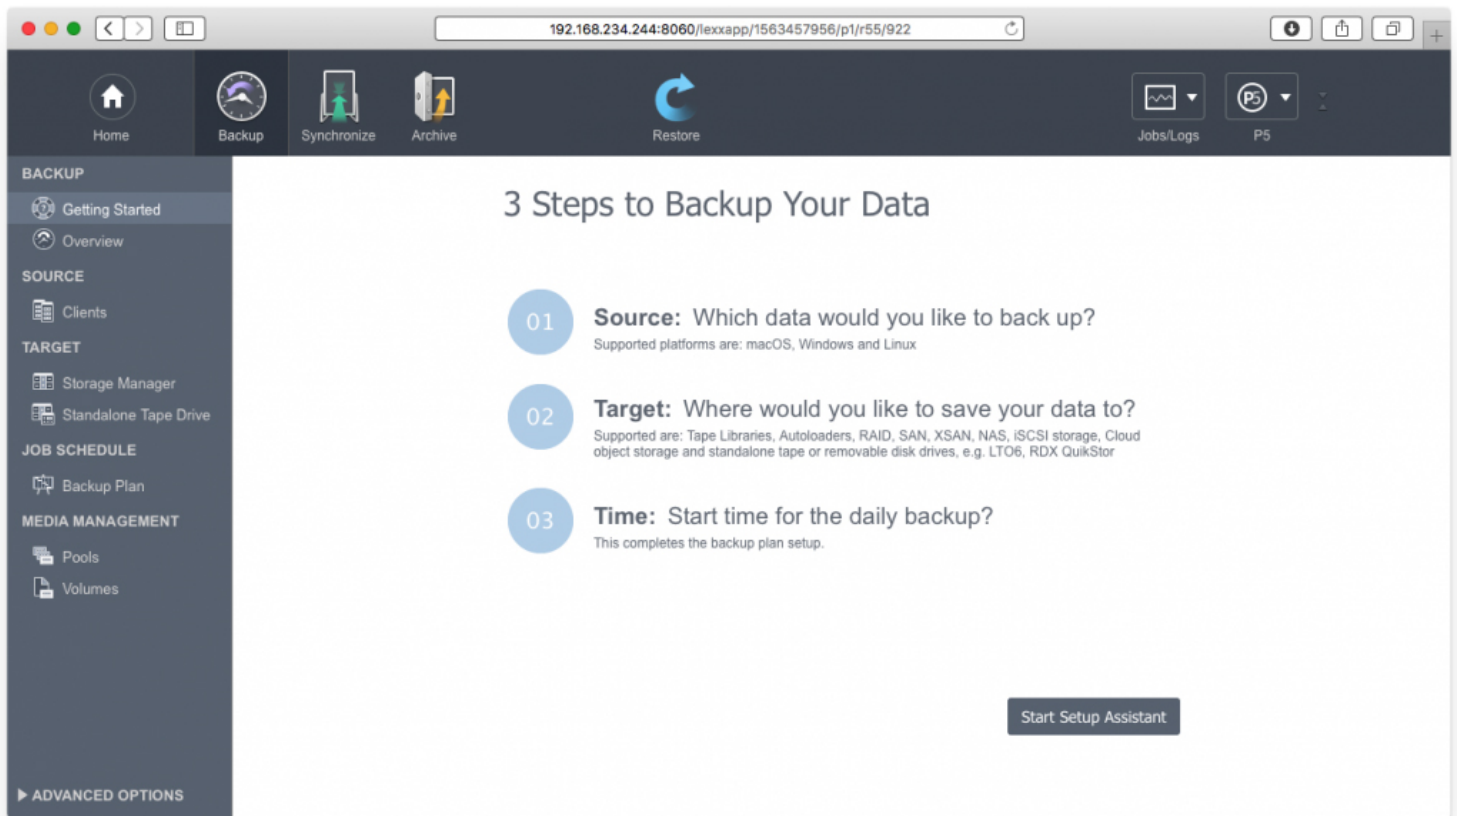 192.168.234.244:8060/lexxapp/1563457956/p1/r55/922
Home
Backup
Synchronize
Archive
Restore
Jobs/Logs
P5
P5
BACKUP
Getting Started
Overview
SOURCE
Clients
TARGET
Storage Manager
Standalone Tape Drive
JOB SCHEDULE
Backup Plan
MEDIA MANAGEMENT
Pools
Volumes
ADVANCED OPTIONS
3 Steps to Backup Your Data
01
Source: Which data would you like to back up?
Supported platforms are: macOS, Windows and Linux
02
Target: Where would you like to save your data to?
Supported are: Tape Libraries, Autoloaders, RAID, SAN, XSAN, NAS, iSCSI storage, Cloud
object storage and standalone tape or removable disk drives, e.g. LTO6, RDX QuikStor
03
Time: Start time for the daily backup?
This completes the backup plan setup.
Start Setup Assistant